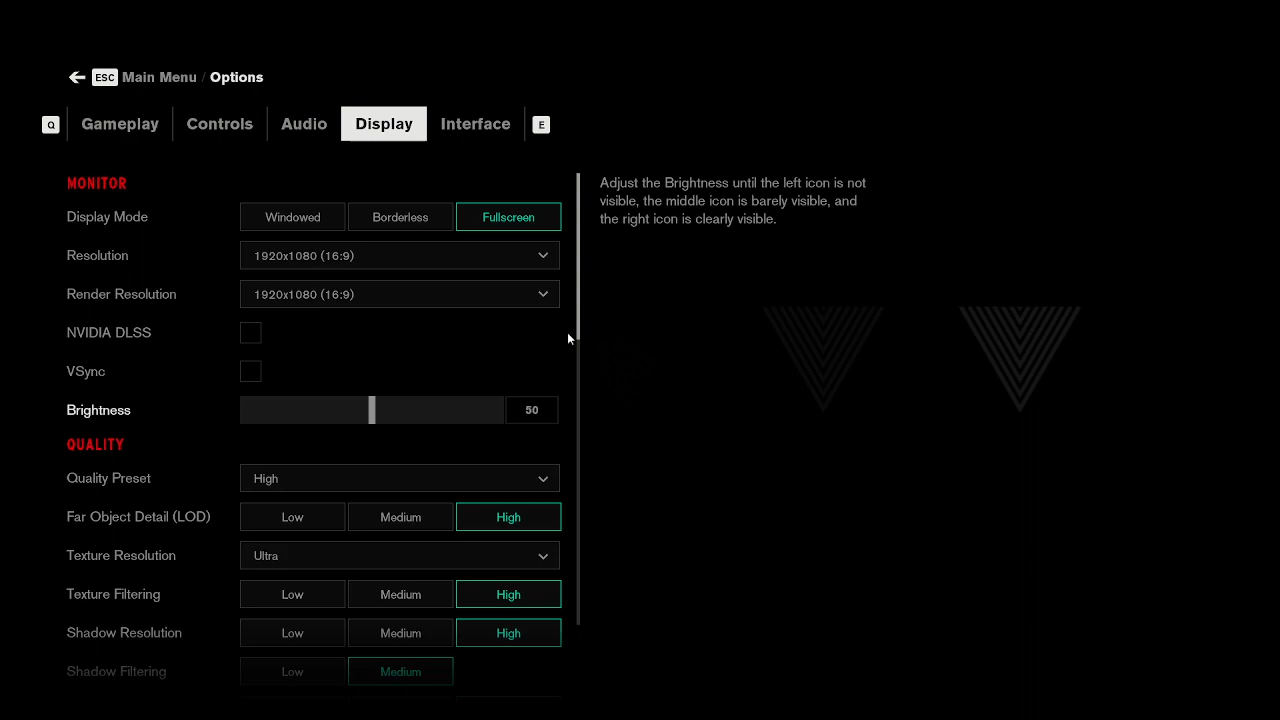 ESC Main Menu / Options
Q Gameplay Controls Audio Display Interface E
MONITOR
Display Mode Windowed Borderless Fullscreen
Resolution 1920x1080 (16:9)
Render Resolution 1920x1080 (16:9)
NVIDIA DLSS
VSync
Brightness 50
QUALITY
Quality Preset High
Far Object Detail (LOD) Low Medium High
Texture Resolution Ultra
Texture Filtering Low Medium High
Shadow Resolution Low Medium High
Shadow Filtering Low Medium
Adjust the Brightness until the left icon is not
visible, the middle icon is barely visible, and
the right icon is clearly visible.